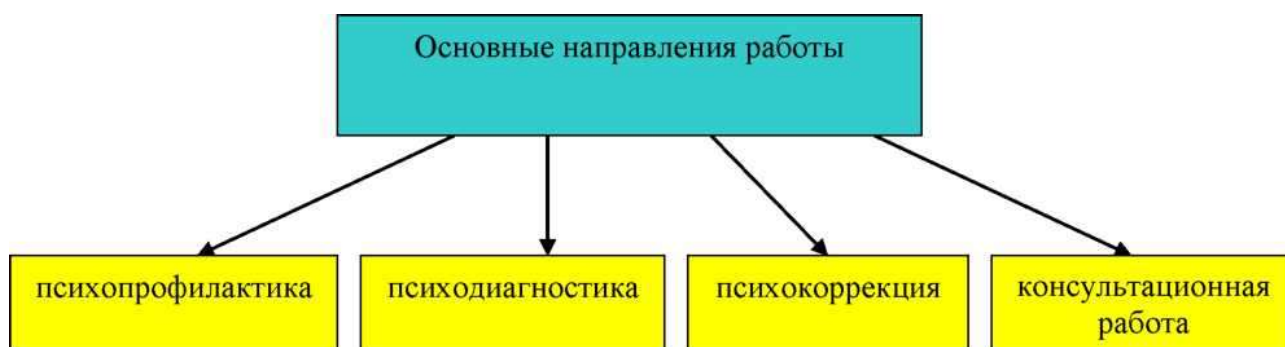 Основные направления работы
психопрофилактика
психодиагностика
психокоррекция
консультационная
работа